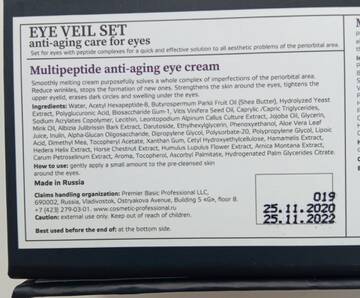 EYE VEIL SET
anti-aging care for eyes
Set for eyes with peptide complexes for a quick and effective solution to all aesthetic problems of the periorbital area.
Multipeptide anti-aging eye cream
Smoothly melting cream purposefully solves a whole complex of imperfections of the periorbital area.
Reduce wrinkles, stops the formation of new ones. Strengthens the skin around the eyes, tightens the
upper eyelid, erases dark circles and swelling under the eyes.
Ingredients: Water, Acetyl Hexapeptide-8, Butyrospermum Parkii Fruit Oil (Shea Butter), Hydrolyzed Yeast
Extract, Polyglucuronic Acid, Biosaccharide Gum-1, Vitis Vinifera Seed Oil, Caprylic /Capric Triglycerides,
Sodium Acrylates Copolymer, Lecithin, Leontopodium Alpinum Callus Culture Extract, Jojoba Oil, Glycerin,
Mink Oil, Albizia Julibrissin Bark Extract, Darutoside, Ethylhexylglycerin, Phenoxyethanol, Aloe Vera Leaf
Juice, Inulin, Alpha-Glucan Oligosaccharide, Dipropylene Glycol, Polysorbate-20, Polypropylene Glycol, Lipoic
Acid, Dimethyl Mea, Tocopheryl Acetate, Xanthan Gum, Cetyl Hydroxyethylcellulose, Hamamelis Extract,
Hedera Helix Extract, Horse Chestnut Extract, Humulus Lupulus Flower Extract, Arnica Montana Extract,
Carum Petroselinum Extract, Aroma, Tocopherol, Ascorbyl Palmitate, Hydrogenated Palm Glycerides Citrate.
How to use: gently apply a small amount to the pre-cleansed skin
around the eyes.
Made in Russia
Claims handling organization: Premier Basic Professional LLC,
690002, Russia, Vladivostok, Ostryakova Avenue, Building 5 «G», floor 8.
+7 (423) 279-03-01. www.cosmetic-professional.ru
Caution: external use only. Keep out of reach of children.
Best used before the end of: at the bottom side.
019
25.11.2020
25.11.2022